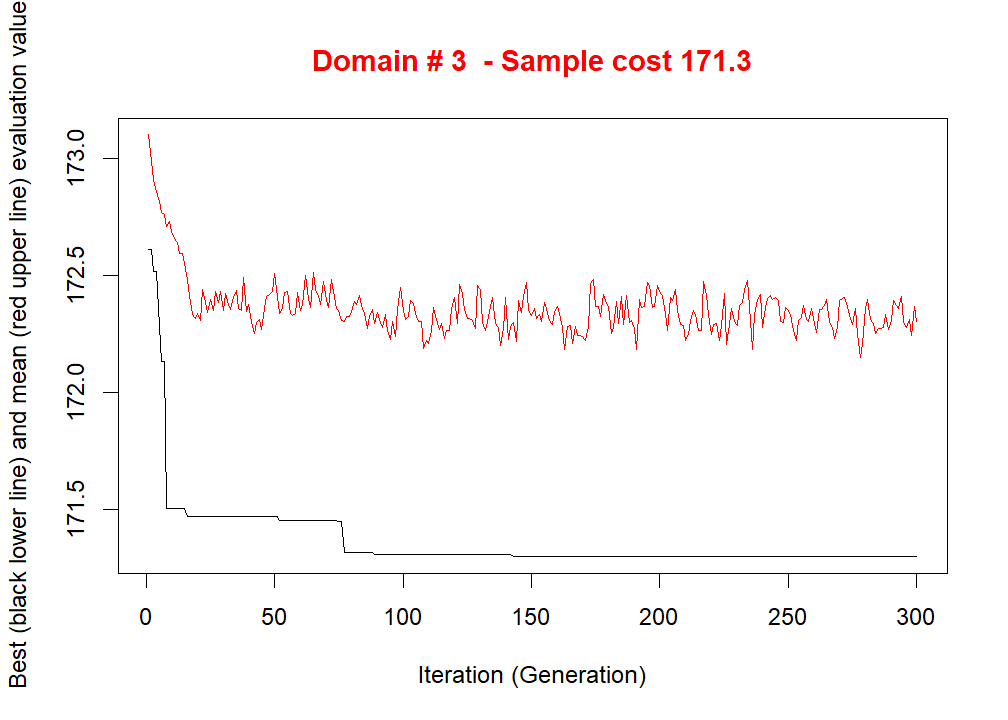 Domain # 3  - Sample cost 171.3
Best (black lower line) and mean (red upper line) evaluation value
173.0
172.5
172.0
171.5
0 50 100 150 200 250 300
Iteration (Generation)